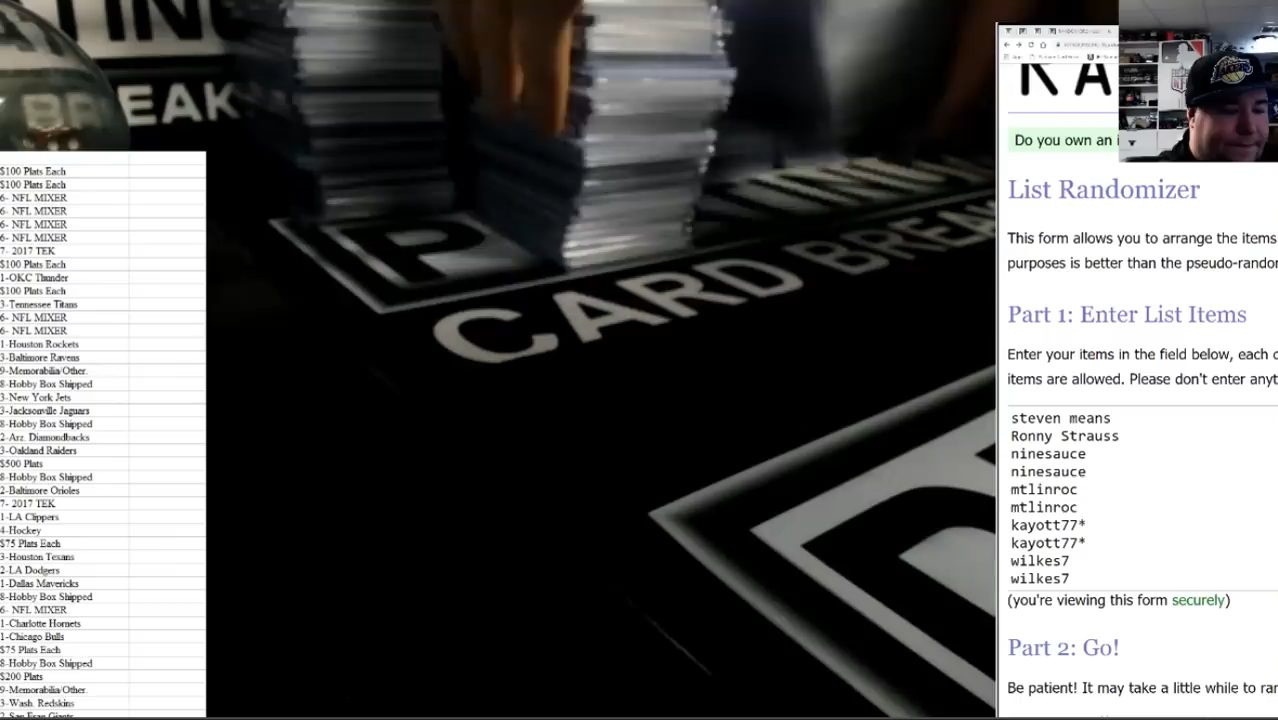 BREAK
$100 Plats Each
$100 Plats Each
6- NFL MIXER
6- NFL MIXER
6- NFL MIXER
6- NFL MIXER
7- 2017 TEK
$100 Plats Each
1-OKC Thunder
$100 Plats Each
3-Tennessee Titans
6- NFL MIXER
6- NFL MIXER
1-Houston Rockets
3-Baltimore Ravens
9-Memorabilia/Other.
8-Hobby Box Shipped
3-New York Jets
3-Jacksonville Jaguars
8-Hobby Box Shipped
2-Arz. Diamondbacks
3-Oakland Raiders
$500 Plats
8-Hobby Box Shipped
2-Baltimore Orioles
7- 2017 TEK
1-LA Clippers
4-Hockey
$75 Plats Each
3-Houston Texans
2-LA Dodgers
1-Dallas Mavericks
8-Hobby Box Shipped
6- NFL MIXER
1-Charlotte Hornets
1-Chicago Bulls
$75 Plats Each
8-Hobby Box Shipped
$200 Plats
9-Memorabilia/Other.
3-Wash. Redskins
2-San Fran Giants
P
CARD BREA
Do you own an i
List Randomizer
This form allows you to arrange the items
purposes is better than the pseudo-randor
Part 1: Enter List Items
Enter your items in the field below, each o
items are allowed. Please don't enter anyt
steven means
Ronny Strauss
ninesauce
ninesauce
mtlinroc
mtlinroc
kayott77*
kayott77*
wilkes7
wilkes7
(you're viewing this form securely)
Part 2: Go!
Be patient! It may take a little while to rar